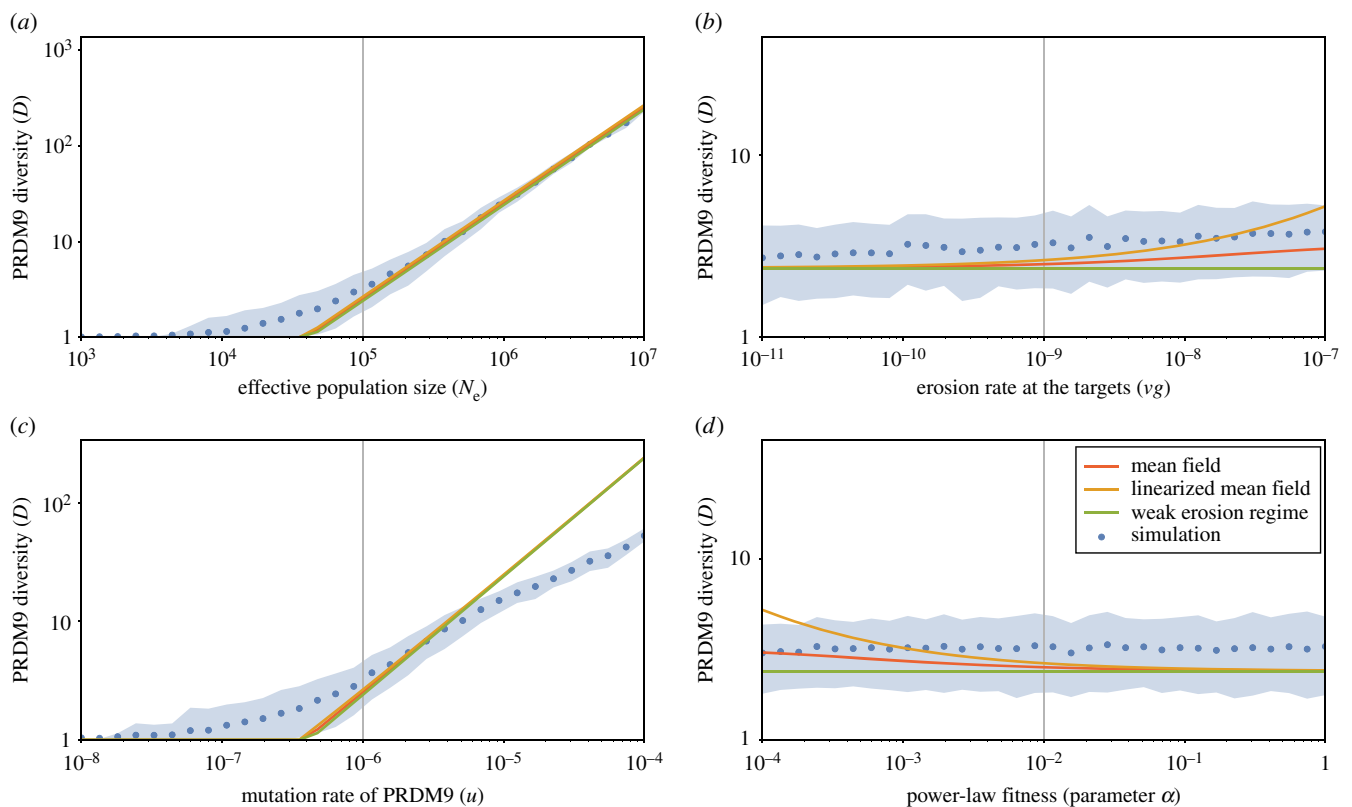 (a)
PRDM9 diversity (D)
10³
10²
10
1
10³ 10⁴ 10⁵ 10⁶ 10⁷
effective population size (Nₑ)
(b)
PRDM9 diversity (D)
10
1
10⁻¹¹ 10⁻¹⁰ 10⁻⁹ 10⁻⁸ 10⁻⁷
erosion rate at the targets (vg)
(c)
PRDM9 diversity (D)
10²
10
1
10⁻⁸ 10⁻⁷ 10⁻⁶ 10⁻⁵ 10⁻⁴
mutation rate of PRDM9 (u)
(d)
PRDM9 diversity (D)
10
1
10⁻⁴ 10⁻³ 10⁻² 10⁻¹ 1
power-law fitness (parameter α)
mean field
linearized mean field
weak erosion regime
simulation